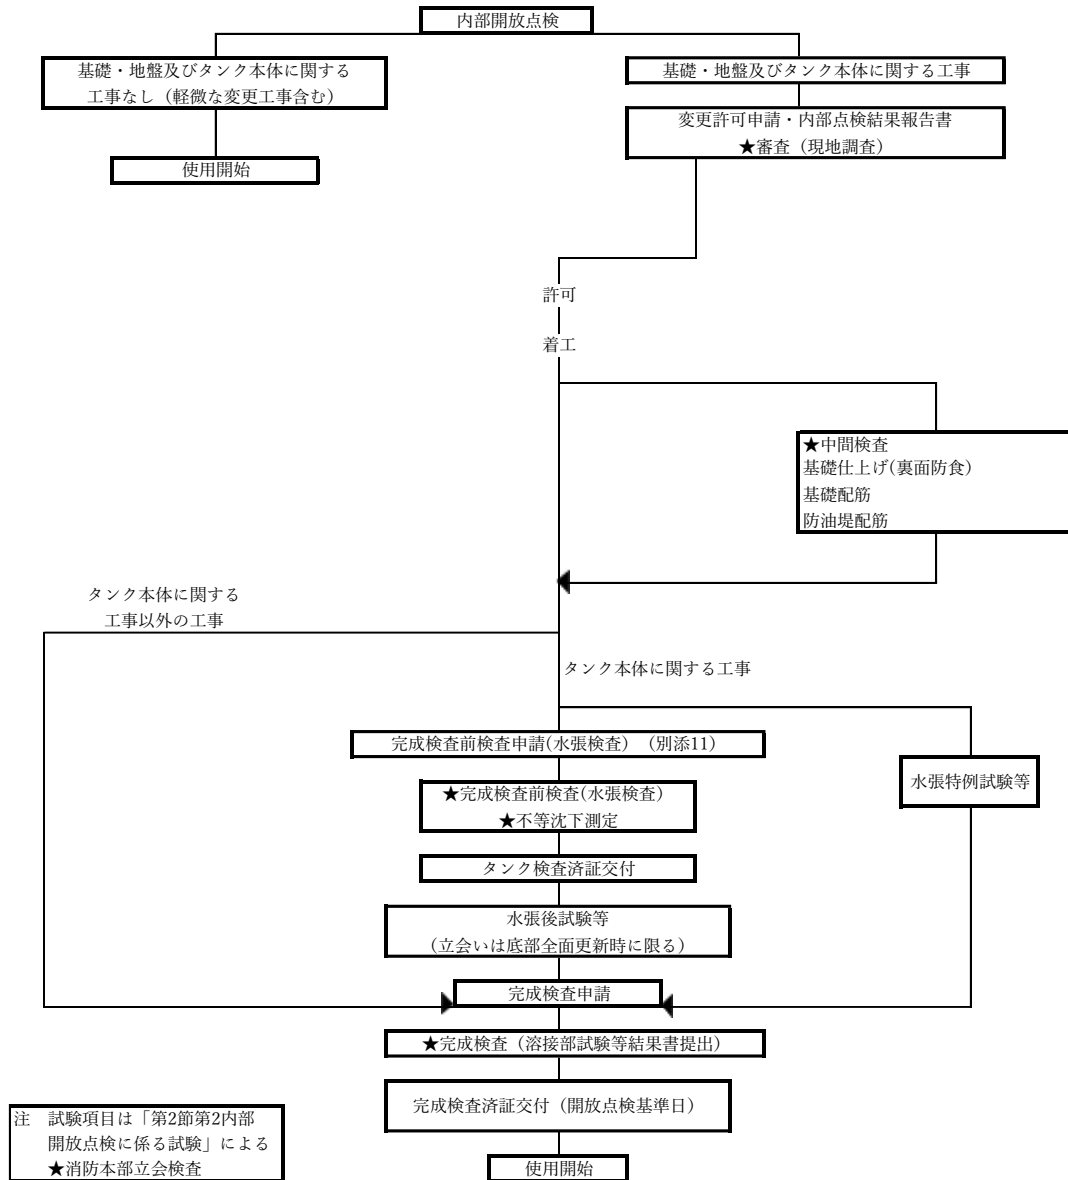 内部開放点検
基礎・地盤及びタンク本体に関する
工事なし（軽微な変更工事含む）
使用開始
基礎・地盤及びタンク本体に関する工事
変更許可申請・内部点検結果報告書
★審査（現地調査）
許可
着工
★中間検査
基礎仕上げ(裏面防食)
基礎配筋
防油堤配筋
タンク本体に関する
工事以外の工事
タンク本体に関する工事
完成検査前検査申請(水張検査)　（別添11）
★完成検査前検査(水張検査)
★不等沈下測定
水張特例試験等
タンク検査済証交付
水張後試験等
（立会いは底部全面更新時に限る）
完成検査申請
★完成検査（溶接部試験等結果書提出）
完成検査済証交付（開放点検基準日）
使用開始
注　試験項目は「第2節第2内部
開放点検に係る試験」による
★消防本部立会検査